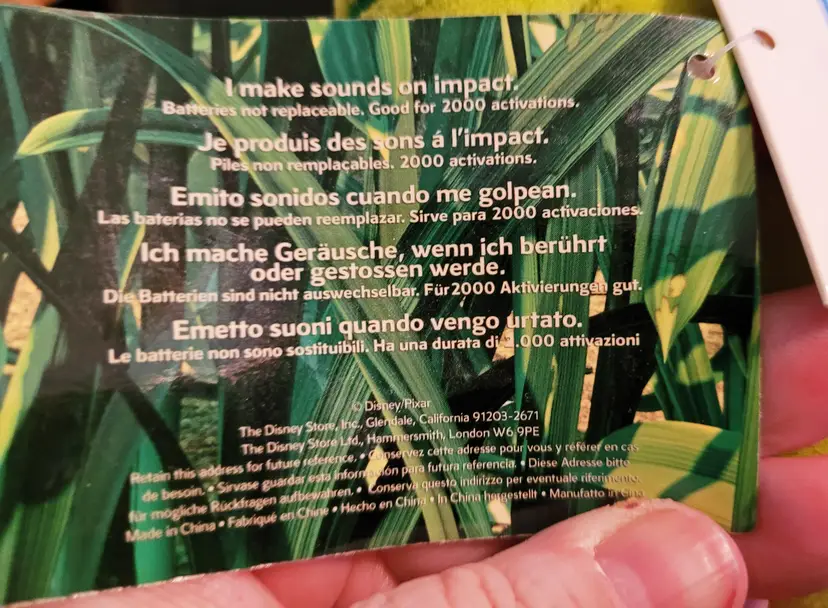 I make sounds on impact.
Batteries not replaceable. Good for 2000 activations.
Je produis des sons á l'impact.
Piles non remplaçables. 2000 activations.
Emito sonidos cuando me golpean.
Las baterias no se pueden reemplazar. Sirve para 2000 activaciones.
Ich mache Geräusche, wenn ich berührt
oder gestossen werde.
Die Batterien sind nicht auswechselbar. Für 2000 Aktivierungen gut.
Emetto suoni quando vengo urtato.
Le batterie non sono sostituibili. Ha una durata di 2.000 attivazioni
© Disney/Pixar
The Disney Store, Inc., Glendale, California 91203-2671
The Disney Store Ltd., Hammersmith, London W6 9PE
Retain this address for future reference. • Conservez cette adresse pour vous y référer en cas
de besoin. • Sirvase guardar esta información para futura referencia. • Diese Adresse bitte
für mögliche Rückfragen aufbewahren. • Conserva questo indirizzo per eventuale riferimento.
Made in China • Fabriqué en Chine • Hecho en China • In China hergestellt • Manufatto in Cina